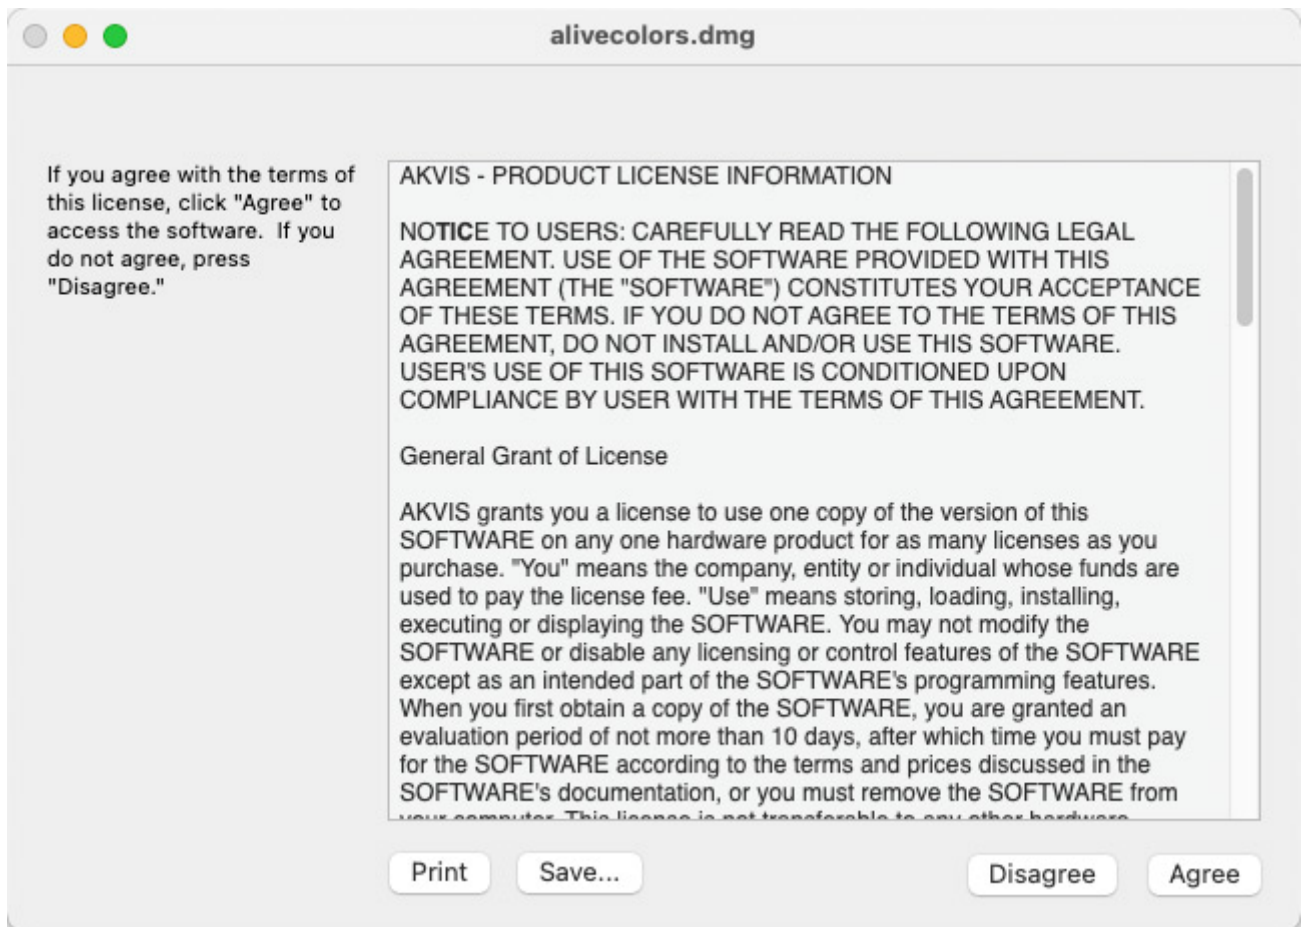 alivecolors.dmg
If you agree with the terms of
this license, click "Agree" to
access the software.  If you
do not agree, press
"Disagree."
AKVIS - PRODUCT LICENSE INFORMATION
NOTICE TO USERS: CAREFULLY READ THE FOLLOWING LEGAL
AGREEMENT. USE OF THE SOFTWARE PROVIDED WITH THIS
AGREEMENT (THE "SOFTWARE") CONSTITUTES YOUR ACCEPTANCE
OF THESE TERMS. IF YOU DO NOT AGREE TO THE TERMS OF THIS
AGREEMENT, DO NOT INSTALL AND/OR USE THIS SOFTWARE.
USER'S USE OF THIS SOFTWARE IS CONDITIONED UPON
COMPLIANCE BY USER WITH THE TERMS OF THIS AGREEMENT.
General Grant of License
AKVIS grants you a license to use one copy of the version of this
SOFTWARE on any one hardware product for as many licenses as you
purchase. "You" means the company, entity or individual whose funds are
used to pay the license fee. "Use" means storing, loading, installing,
executing or displaying the SOFTWARE. You may not modify the
SOFTWARE or disable any licensing or control features of the SOFTWARE
except as an intended part of the SOFTWARE's programming features.
When you first obtain a copy of the SOFTWARE, you are granted an
evaluation period of not more than 10 days, after which time you must pay
for the SOFTWARE according to the terms and prices discussed in the
SOFTWARE's documentation, or you must remove the SOFTWARE from
your computer. This license is not transferable to any other hardware
Print
Save...
Disagree
Agree